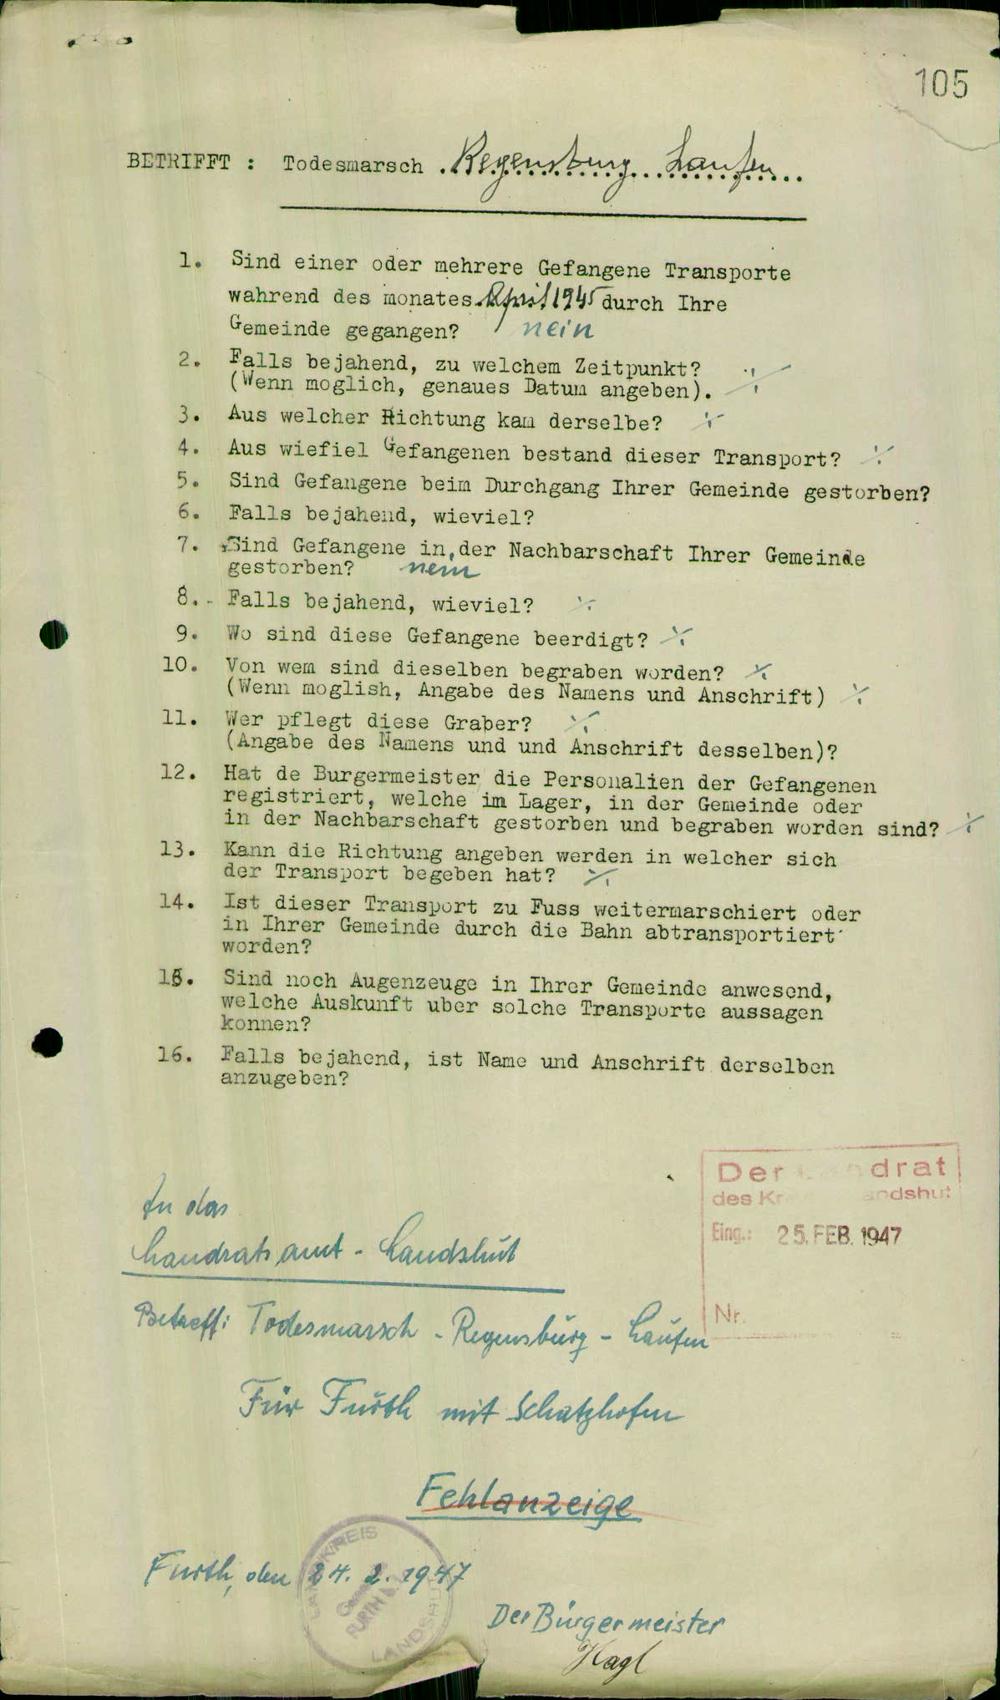 105
BETRIFFT : Todesmarsch Regensburg Laufen
1. Sind einer oder mehrere Gefangene Transporte
wahrend des monates April 1945 durch Ihre
Gemeinde gegangen? nein
2. Falls bejahend, zu welchem Zeitpunkt?
(Wenn moglich, genaues Datum angeben). ·/·
3. Aus welcher Richtung kam derselbe? ·/·
4. Aus wiefiel Gefangenen bestand dieser Transport? ·/·
5. Sind Gefangene beim Durchgang Ihrer Gemeinde gestorben?
6. Falls bejahend, wieviel?
7. Sind Gefangene in der Nachbarschaft Ihrer Gemeinde
gestorben? nein
8. Falls bejahend, wieviel? ·/·
9. Wo sind diese Gefangene beerdigt? ·/·
10. Von wem sind dieselben begraben worden? ·/·
(Wenn moglish, Angabe des Namens und Anschrift) ·/·
11. Wer pflegt diese Graber? ·/·
(Angabe des Namens und und Anschrift desselben)?
12. Hat de Burgermeister die Personalien der Gefangenen
registriert, welche im Lager, in der Gemeinde oder
in der Nachbarschaft gestorben und begraben worden sind? ·/·
13. Kann die Richtung angeben werden in welcher sich
der Transport begeben hat? ·/·
14. Ist dieser Transport zu Fuss weitermarschiert oder
in Ihrer Gemeinde durch die Bahn abtransportiert
worden?
15. Sind noch Augenzeuge in Ihrer Gemeinde anwesend,
welche Auskunft uber solche Transporte aussagen
konnen?
16. Falls bejahend, ist Name und Anschrift derselben
anzugeben?
Der Landrat
des Kr andshut
Eing.: 25. FEB. 1947
Nr.
An das
Landratsamt - Landshut
Betreff: Todesmarsch - Regensburg - Laufen
Für Furth mit Schatzhofen
Fehlanzeige
Furth, den 24. 2. 1947
LANDKREIS
FURTH
LANDSHUT
Der Bürgermeister
Hagl